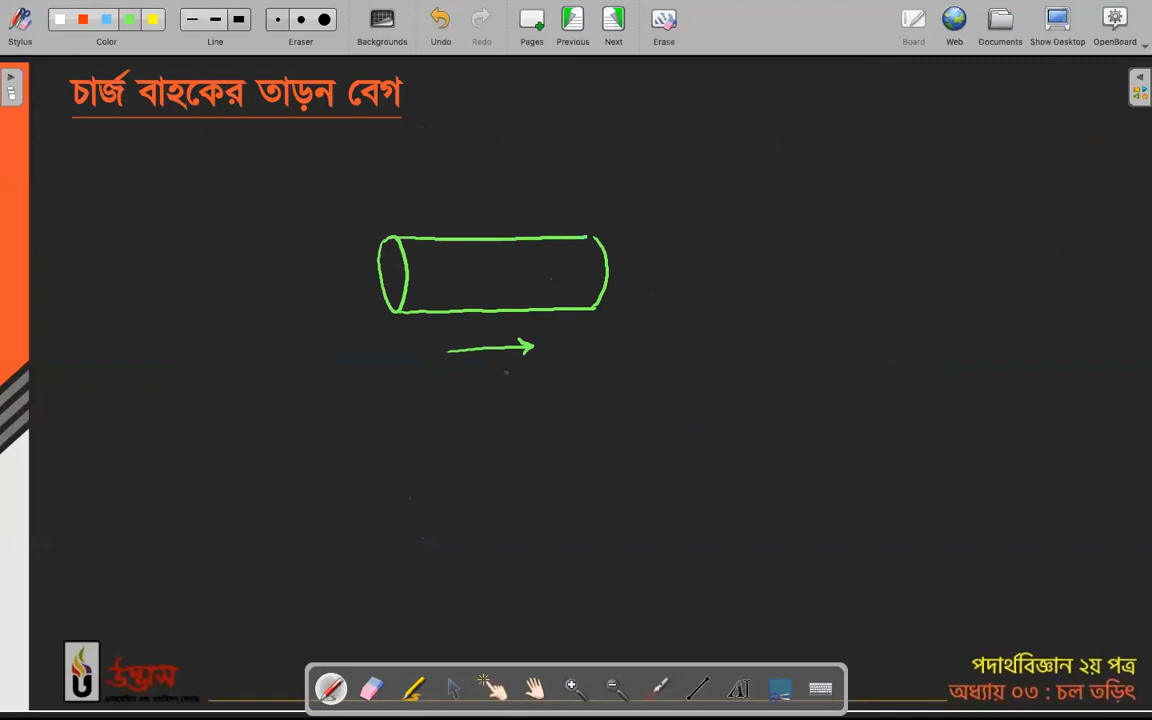 Stylus
Color
Line
Eraser
Backgrounds
Undo
Redo
Pages
Previous
Next
Erase
Board
Web
Documents
Show Desktop
OpenBoard
চার্জ বাহকের তাড়ন বেগ
উদ্ভাস
পদার্থবিজ্ঞান ২য় পত্র
অধ্যায় ০৩ : চল তড়িৎ